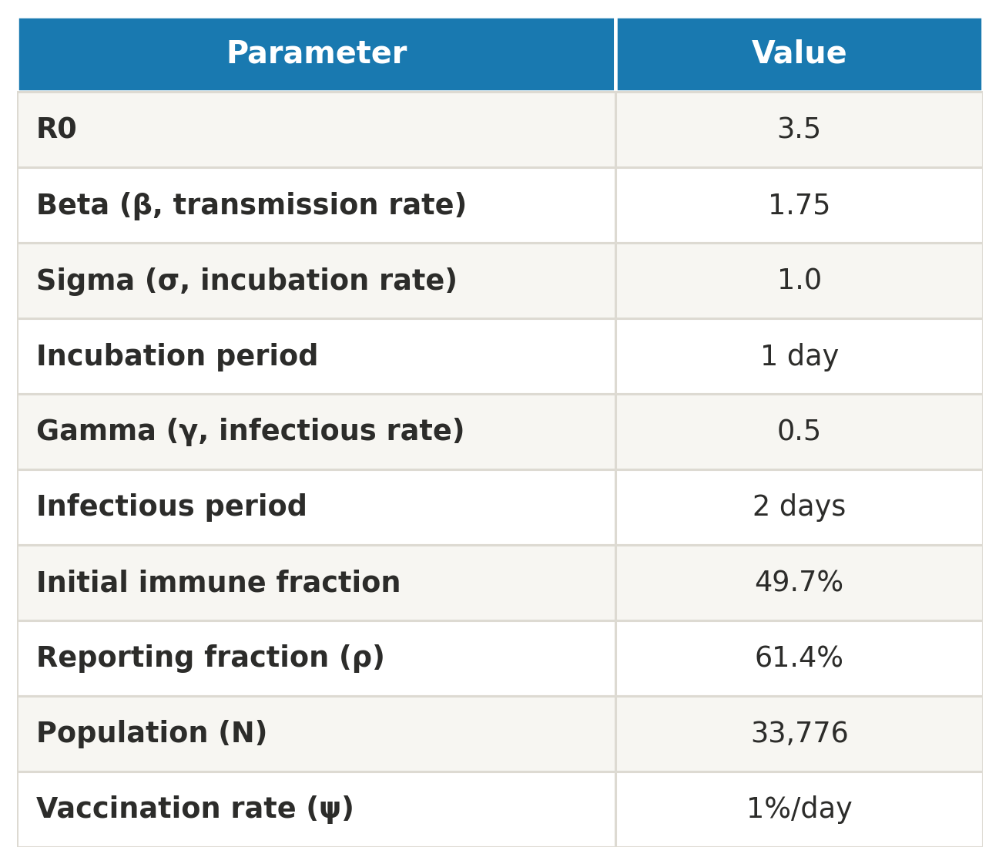 Parameter Value
R0 3.5
Beta (β, transmission rate) 1.75
Sigma (σ, incubation rate) 1.0
Incubation period 1 day
Gamma (γ, infectious rate) 0.5
Infectious period 2 days
Initial immune fraction 49.7%
Reporting fraction (ρ) 61.4%
Population (N) 33,776
Vaccination rate (ψ) 1%/day